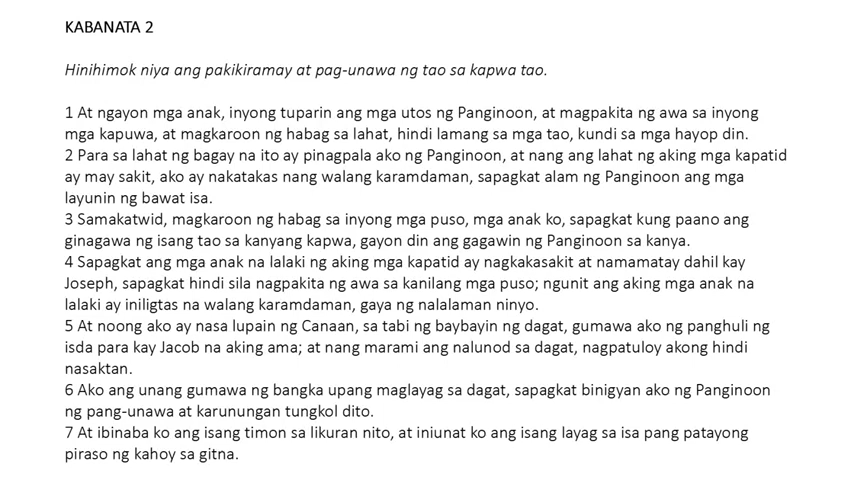 KABANATA 2
Hinihimok niya ang pakikiramay at pag-unawa ng tao sa kapwa tao.
1 At ngayon mga anak, inyong tuparin ang mga utos ng Panginoon, at magpakita ng awa sa inyong
mga kapuwa, at magkaroon ng habag sa lahat, hindi lamang sa mga tao, kundi sa mga hayop din.
2 Para sa lahat ng bagay na ito ay pinagpala ako ng Panginoon, at nang ang lahat ng aking mga kapatid
ay may sakit, ako ay nakatakas nang walang karamdaman, sapagkat alam ng Panginoon ang mga
layunin ng bawat isa.
3 Samakatwid, magkaroon ng habag sa inyong mga puso, mga anak ko, sapagkat kung paano ang
ginagawa ng isang tao sa kanyang kapwa, gayon din ang gagawin ng Panginoon sa kanya.
4 Sapagkat ang mga anak na lalaki ng aking mga kapatid ay nagkakasakit at namamatay dahil kay
Joseph, sapagkat hindi sila nagpakita ng awa sa kanilang mga puso; ngunit ang aking mga anak na
lalaki ay iniligtas na walang karamdaman, gaya ng nalalaman ninyo.
5 At noong ako ay nasa lupain ng Canaan, sa tabi ng baybayin ng dagat, gumawa ako ng panghuli ng
isda para kay Jacob na aking ama; at nang marami ang nalunod sa dagat, nagpatuloy akong hindi
nasaktan.
6 Ako ang unang gumawa ng bangka upang maglayag sa dagat, sapagkat binigyan ako ng Panginoon
ng pang-unawa at karunungan tungkol dito.
7 At ibinaba ko ang isang timon sa likuran nito, at iniunat ko ang isang layag sa isa pang patayong
piraso ng kahoy sa gitna.